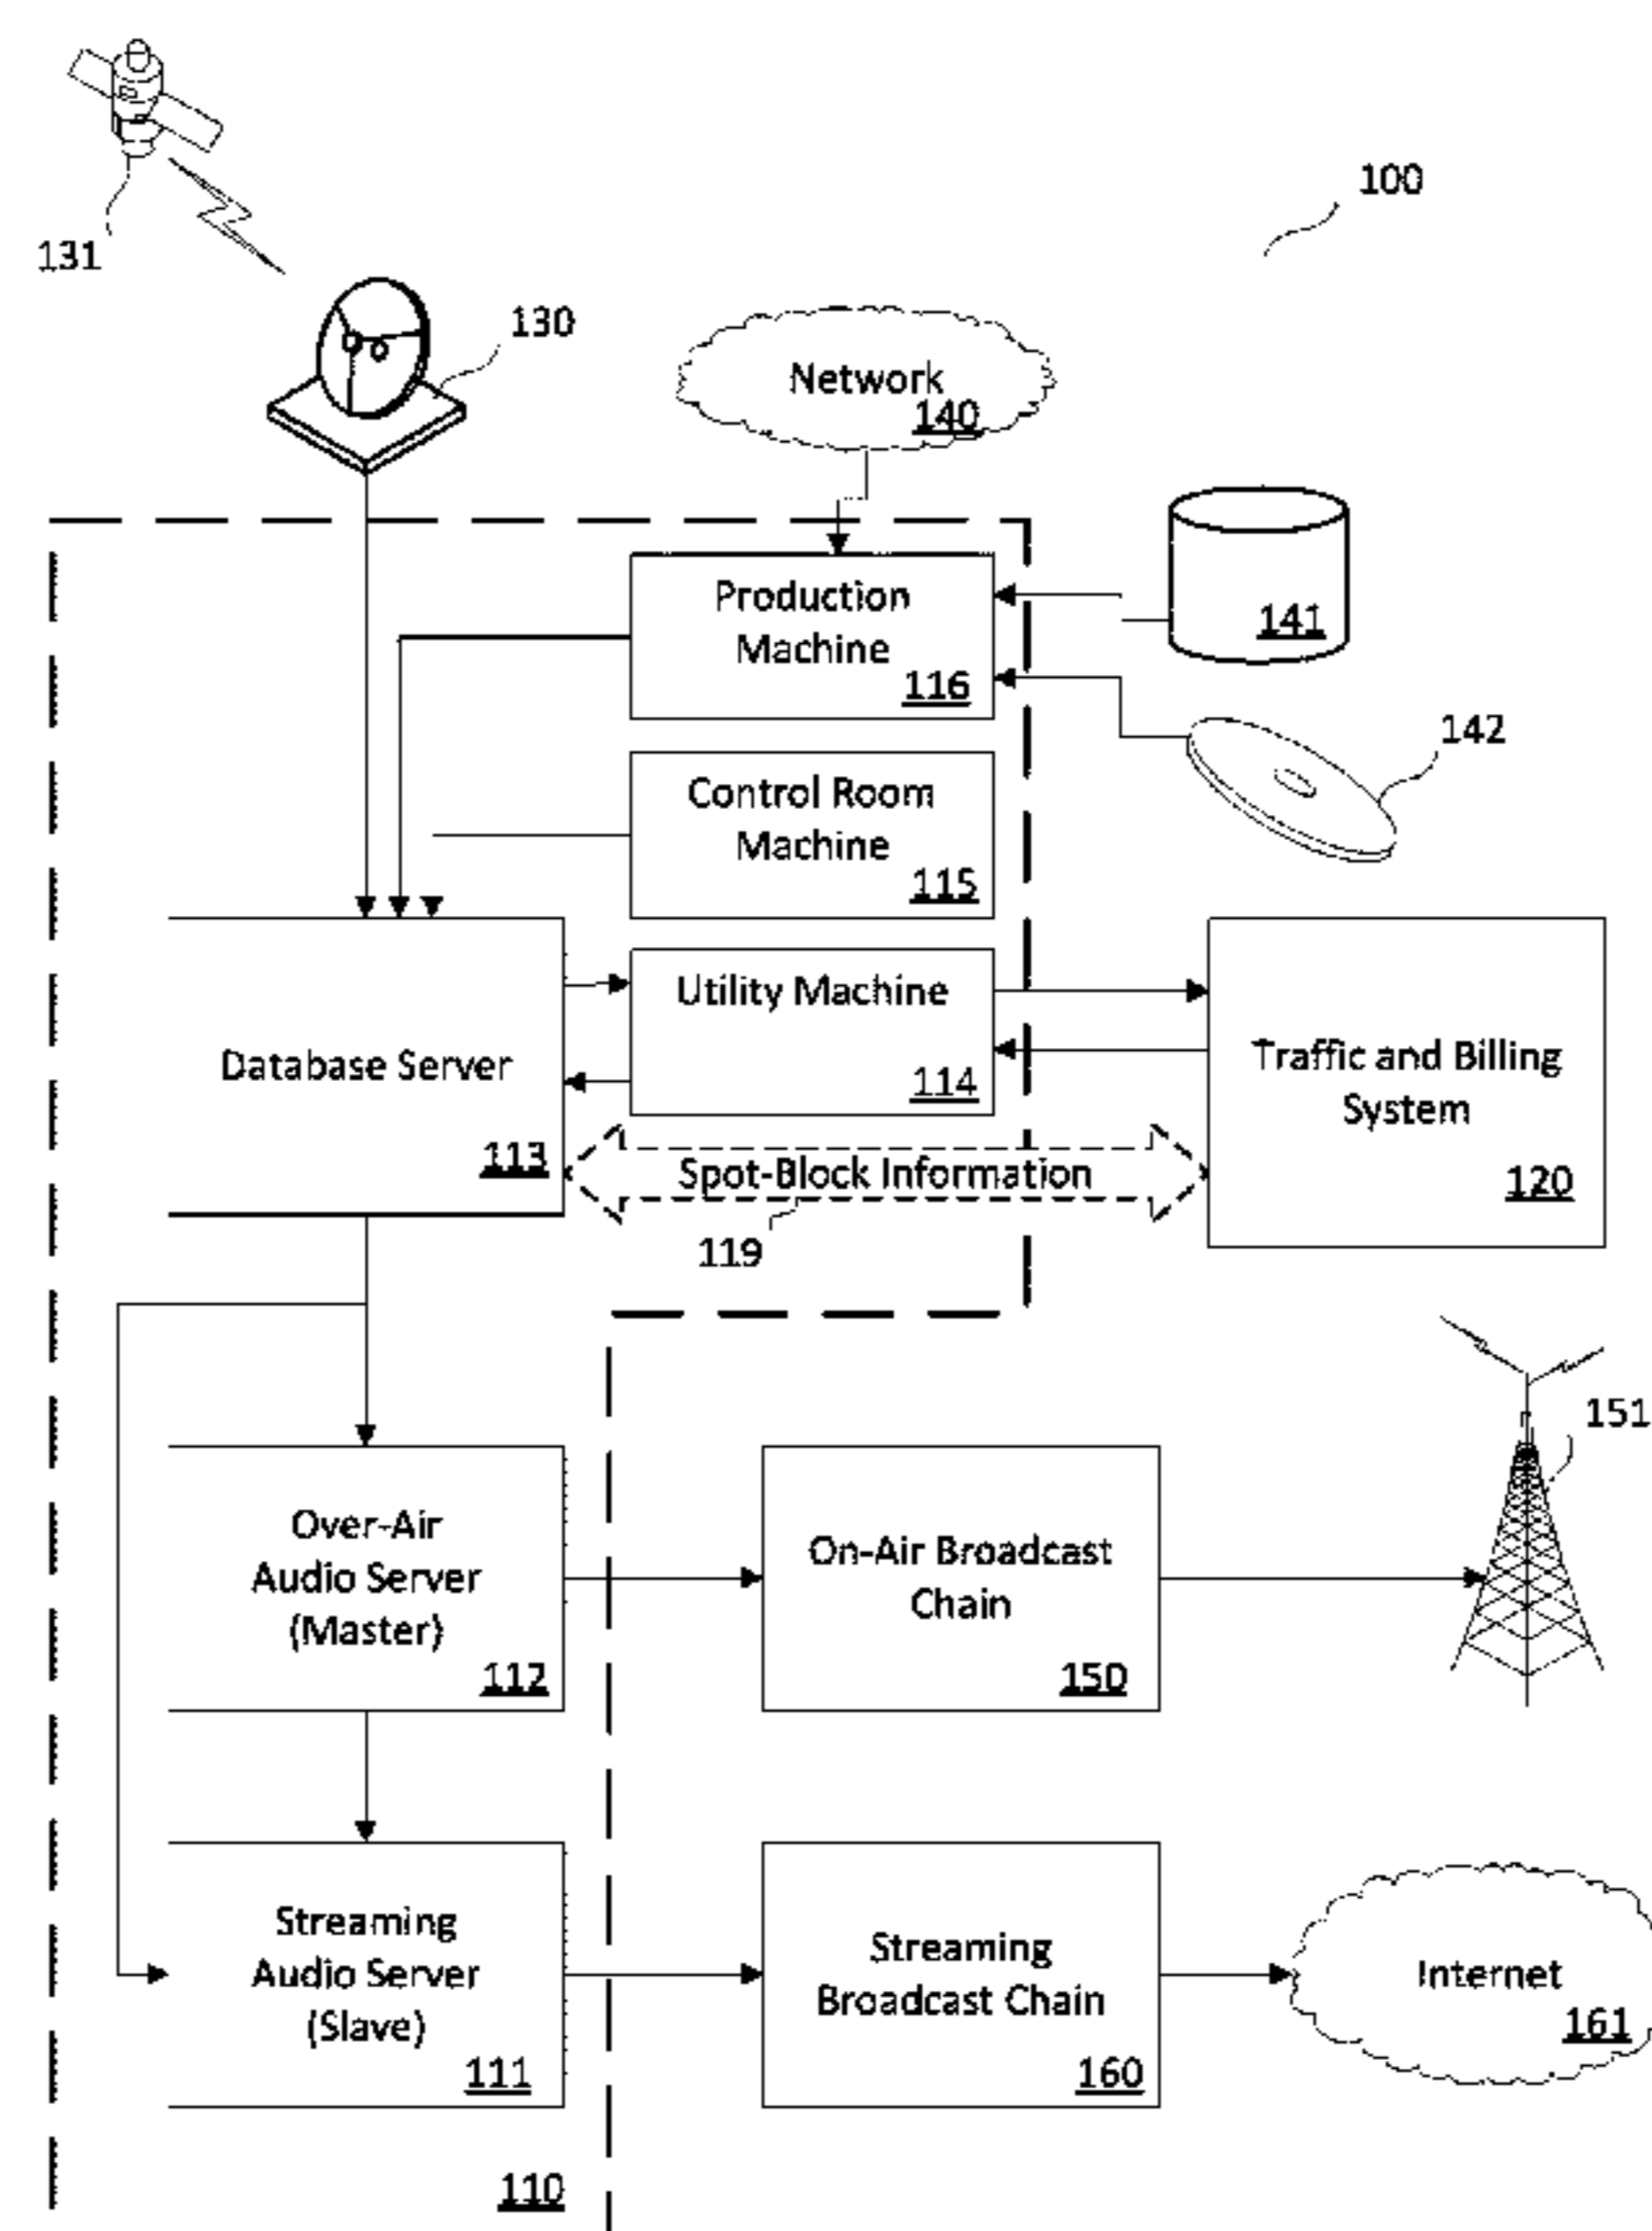 100
131
130
Network
140
Production
Machine
116
141
142
Control Room
Machine
115
Utility Machine
114
Database Server
113
Traffic and Billing
System
120
Spot-Block Information
119
151
Over-Air
Audio Server
(Master)
112
On-Air Broadcast
Chain
150
Streaming
Audio Server
(Slave)
111
Streaming
Broadcast Chain
160
Internet
161
110